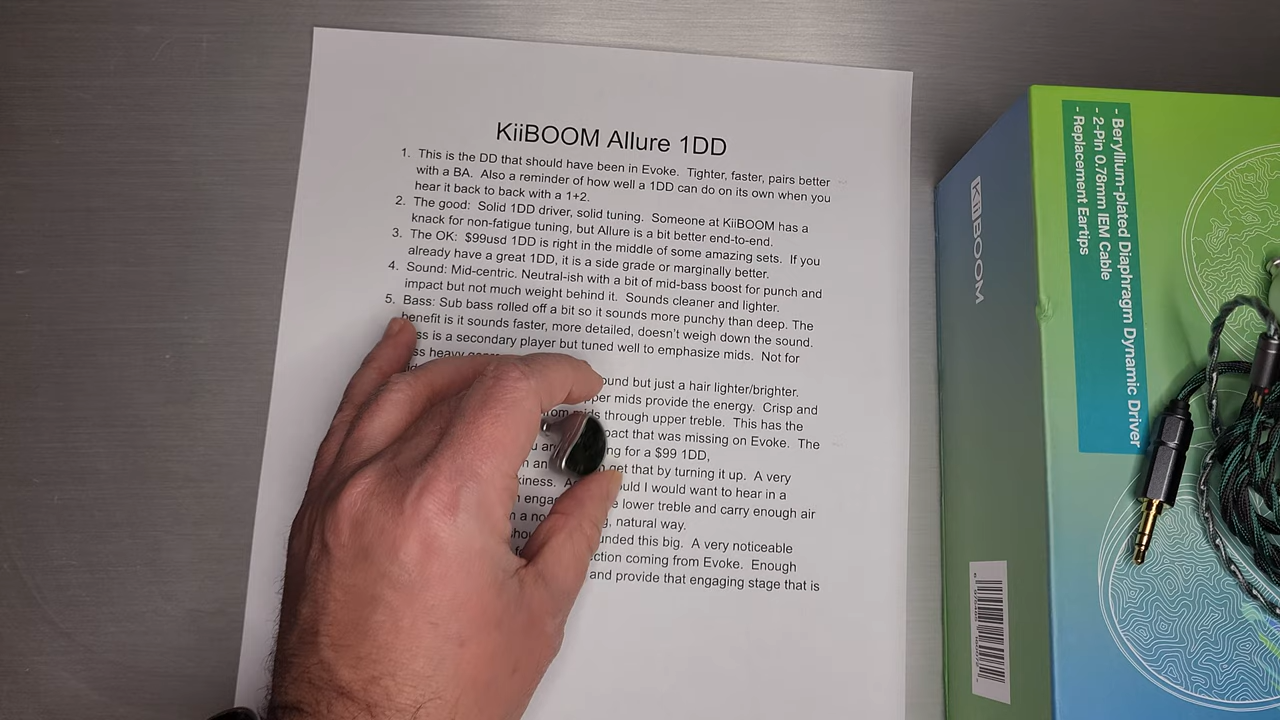 KiiBOOM Allure 1DD
1. This is the DD that should have been in Evoke. Tighter, faster, pairs better
with a BA. Also a reminder of how well a 1DD can do on its own when you
hear it back to back with a 1+2.
2. The good: Solid 1DD driver, solid tuning. Someone at KiiBOOM has a
knack for non-fatigue tuning, but Allure is a bit better end-to-end.
3. The OK: $99usd 1DD is right in the middle of some amazing sets. If you
already have a great 1DD, it is a side grade or marginally better.
4. Sound: Mid-centric. Neutral-ish with a bit of mid-bass boost for punch and
impact but not much weight behind it. Sounds cleaner and lighter.
5. Bass: Sub bass rolled off a bit so it sounds more punchy than deep. The
benefit is it sounds faster, more detailed, doesn't weigh down the sound.
is a secondary player but tuned well to emphasize mids. Not for
heavy
but just a hair lighter/brighter.
mids provide the energy. Crisp and
mids through upper treble. This has the
that was missing on Evoke. The
for a $99 1DD,
get that by turning it up. A very
I would want to hear in a
lower treble and carry enough air
natural way.
this big. A very noticeable
coming from Evoke. Enough
and provide that engaging stage that is
KIIBOOM
- Beryllium-plated Diaphragm Dynamic Driver
- 2-Pin 0.78mm IEM Cable
- Replacement Eartips